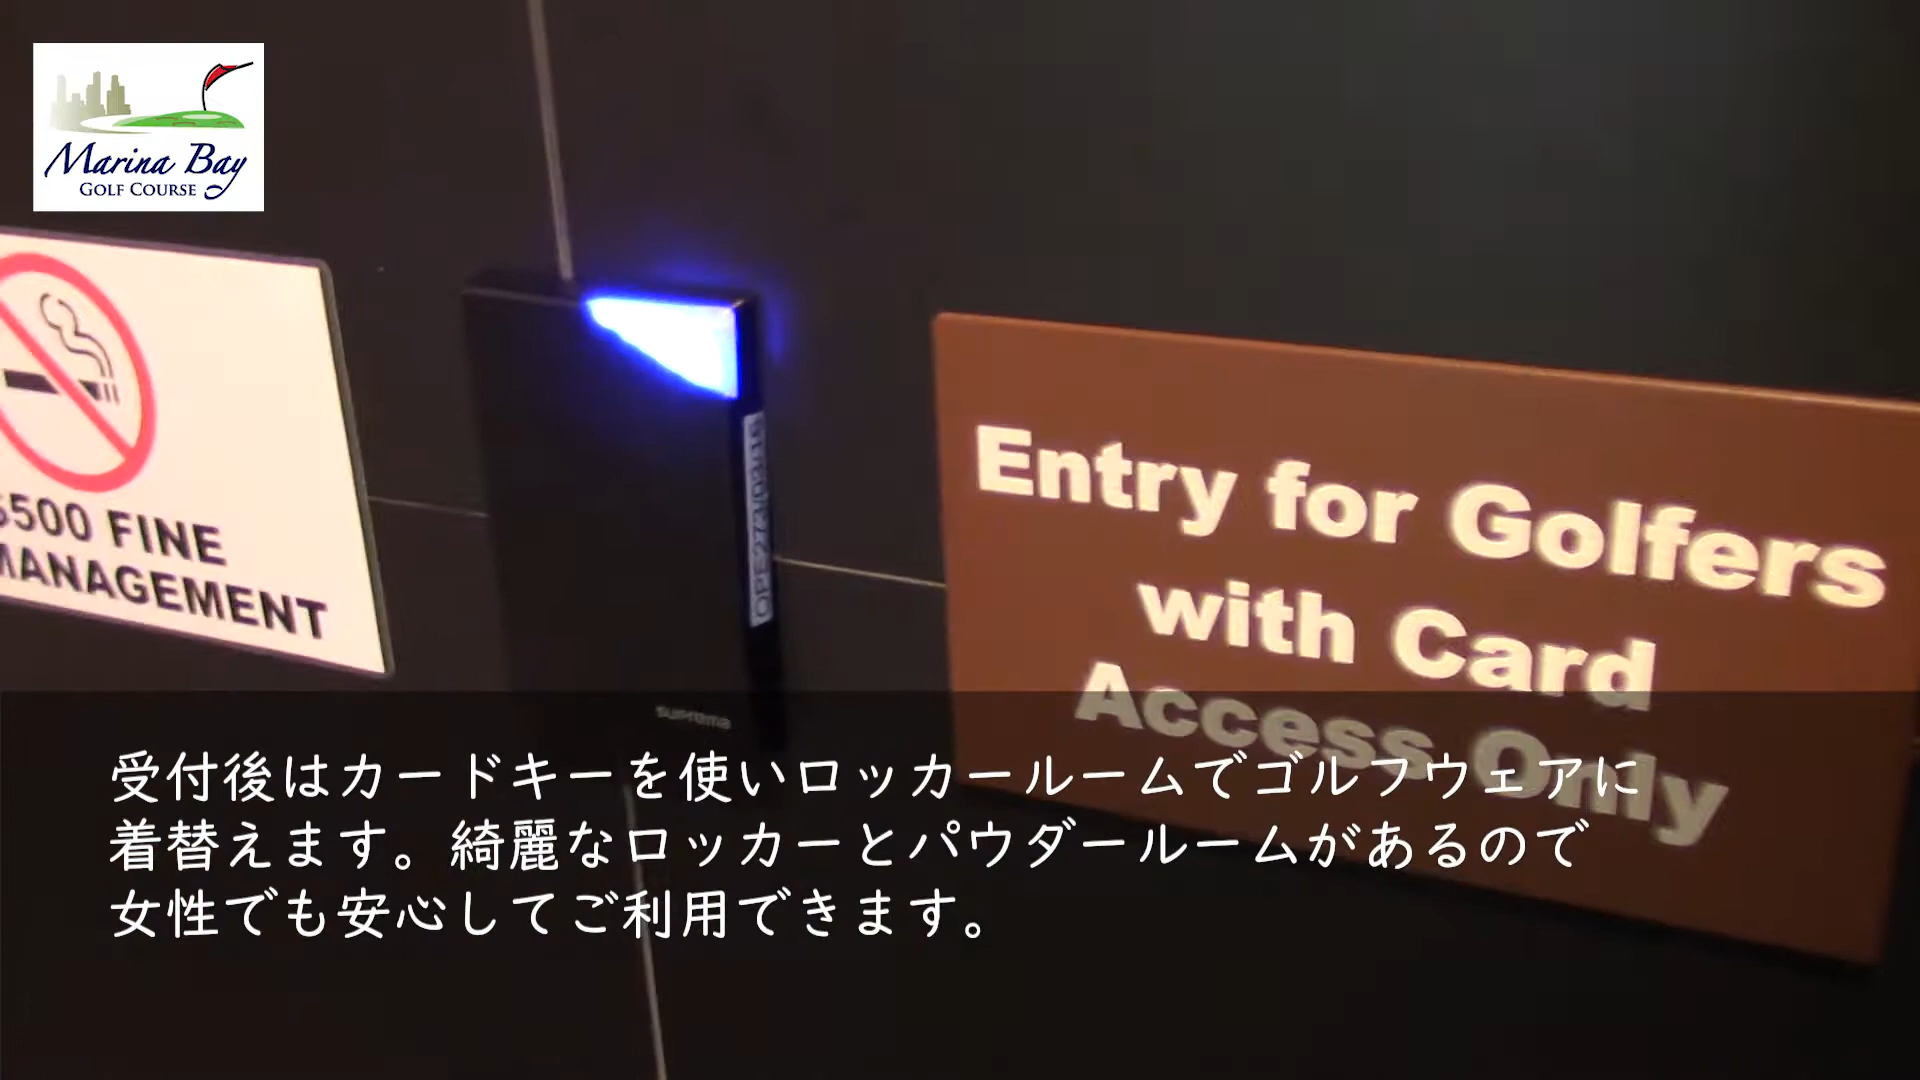 Marina Bay
GOLF COURSE
$500 FINE
MANAGEMENT
suprema
Entry for Golfers
with Card
Access Only
受付後はカードキーを使いロッカールームでゴルフウェアに
着替えます。綺麗なロッカーとパウダールームがあるので
女性でも安心してご利用できます。